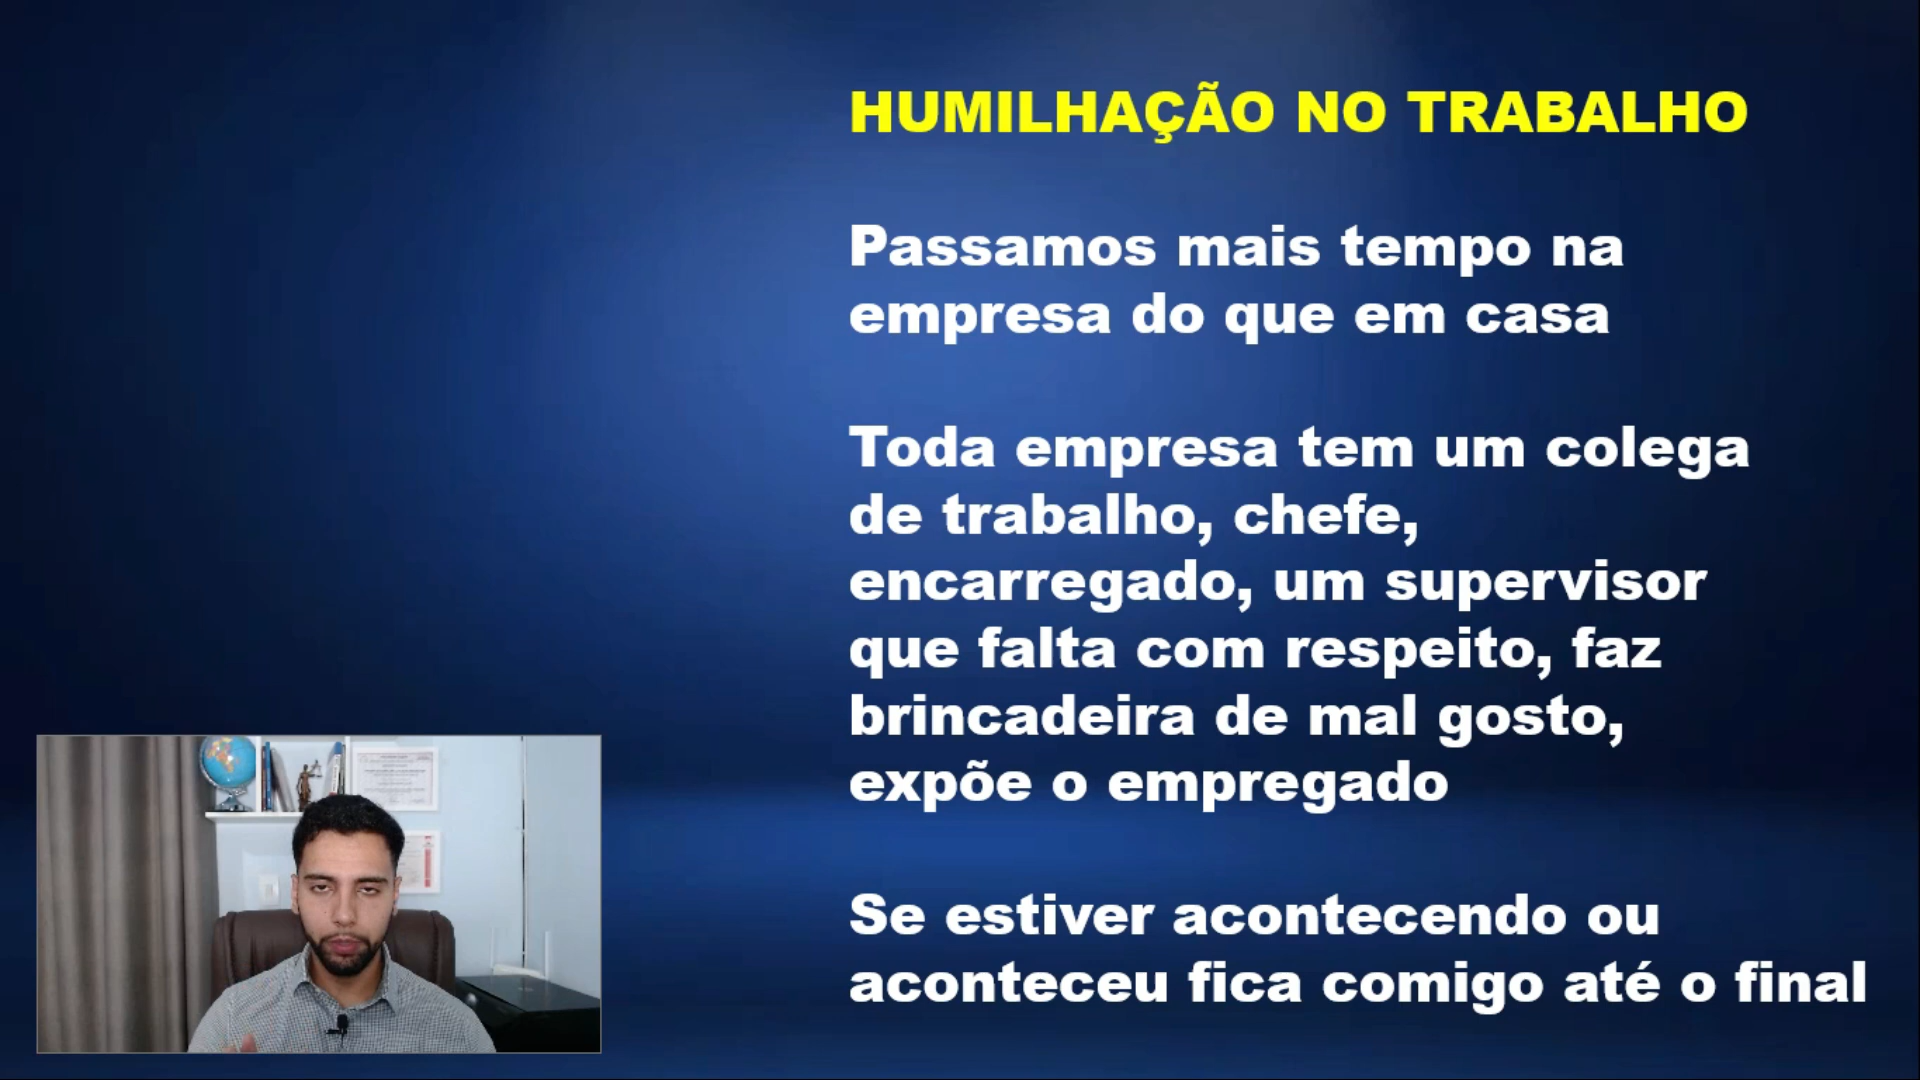 HUMILHAÇÃO NO TRABALHO
Passamos mais tempo na
empresa do que em casa
Toda empresa tem um colega
de trabalho, chefe,
encarregado, um supervisor
que falta com respeito, faz
brincadeira de mal gosto,
expõe o empregado
Se estiver acontecendo ou
aconteceu fica comigo até o final